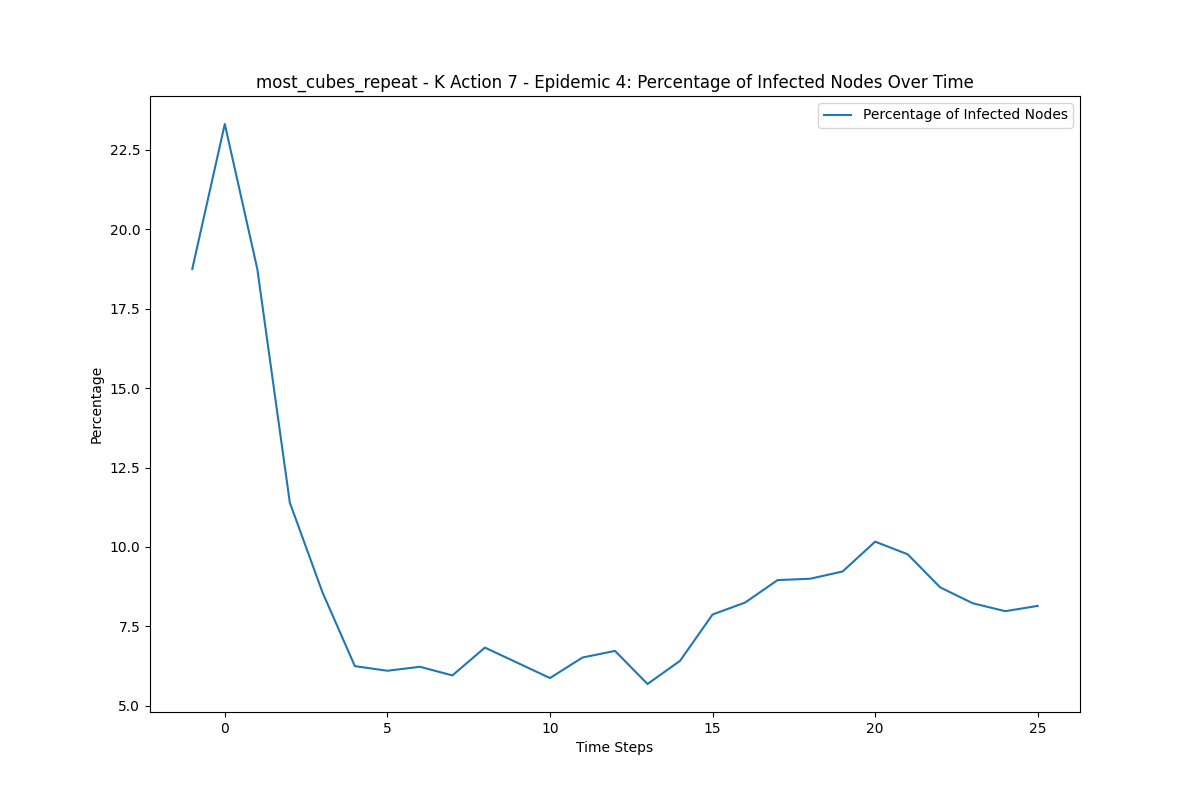 most_cubes_repeat - K Action 7 - Epidemic 4: Percentage of Infected Nodes Over Time
Percentage of Infected Nodes
22.5
20.0
17.5
15.0
12.5
10.0
7.5
5.0
Percentage
0 5 10 15 20 25
Time Steps